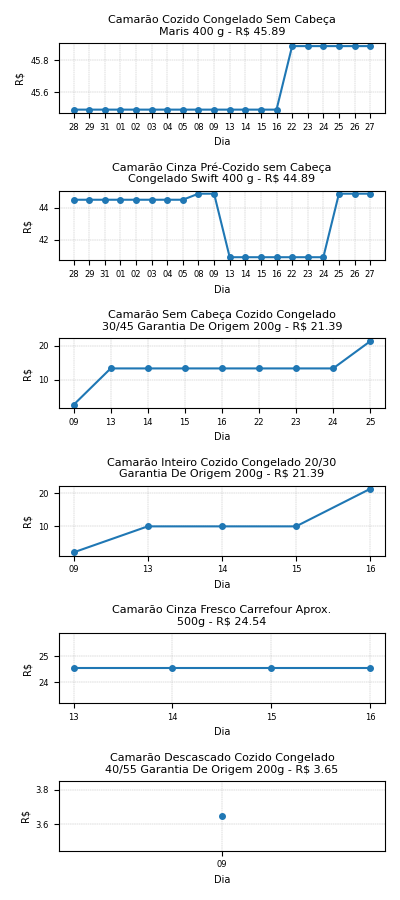 Camarão Cozido Congelado Sem Cabeça
Maris 400 g - R$ 45.89
R$
45.8
45.6
28 29 31 01 02 03 04 05 08 09 13 14 15 16 22 23 24 25 26 27
Dia
Camarão Cinza Pré-Cozido sem Cabeça
Congelado Swift 400 g - R$ 44.89
R$
44
42
28 29 31 01 02 03 04 05 08 09 13 14 15 16 22 23 24 25 26 27
Dia
Camarão Sem Cabeça Cozido Congelado
30/45 Garantia De Origem 200g - R$ 21.39
R$
20
10
09 13 14 15 16 22 23 24 25
Dia
Camarão Inteiro Cozido Congelado 20/30
Garantia De Origem 200g - R$ 21.39
R$
20
10
09 13 14 15 16
Dia
Camarão Cinza Fresco Carrefour Aprox.
500g - R$ 24.54
R$
25
24
13 14 15 16
Dia
Camarão Descascado Cozido Congelado
40/55 Garantia De Origem 200g - R$ 3.65
R$
3.8
3.6
09
Dia